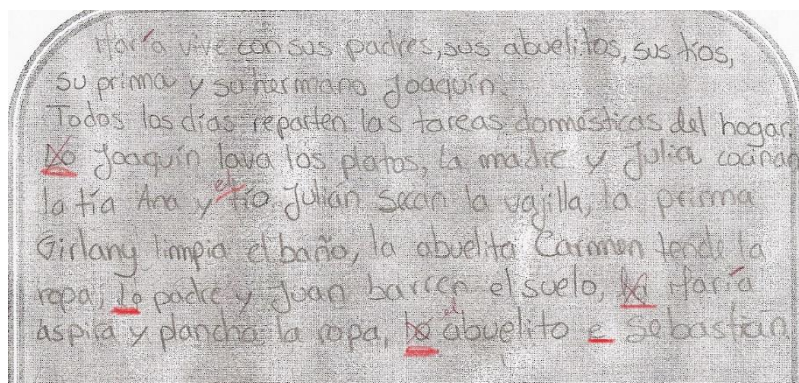 María vive con sus padres, sus abuelitos, sus tíos,
su prima y su hermano Joaquín.
Todos los días reparten las tareas domésticas del hogar.
Lo Joaquín lava los platos, la madre y Julia cocinan
la tía Ana y el tío Julián secan la vajilla, la prima
Girlany limpia el baño, la abuelita Carmen tende la
ropa, lo padre y Juan barren el suelo, la María
aspira y plancha la ropa, lo el abuelito e Sebastián.